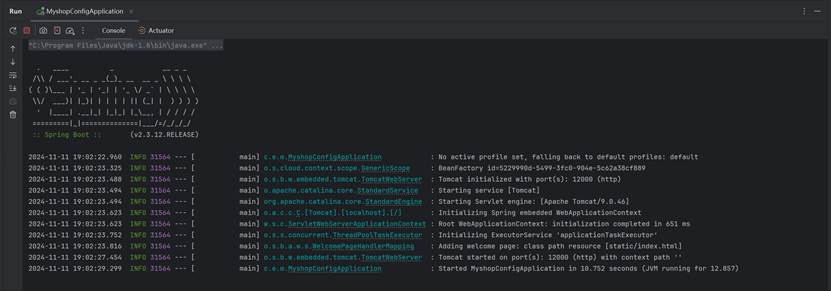 Run MyshopConfigApplication
Console Actuator
"C:\Program Files\Java\jdk-1.8\bin\java.exe" ...
  .   ____          _            __ _ _
 /\\ / ___'_ __ _ _(_)_ __  __ _ \ \ \ \
( ( )\___ | '_ | '_| | '_ \/ _` | \ \ \ \
 \\/  ___)| |_)| | | | | || (_| |  ) ) ) )
  '  |____| .__|_| |_|_| |_\__, | / / / /
 =========|_|==============|___/=/_/_/_/
 :: Spring Boot ::       (v2.3.12.RELEASE)
2024-11-11 19:02:22.960  INFO 31564 --- [           main] c.e.m.MyshopConfigApplication            : No active profile set, falling back to default profiles: default
2024-11-11 19:02:23.325  INFO 31564 --- [           main] o.s.cloud.context.scope.GenericScope     : BeanFactory id=5229990d-5499-3fc0-904e-5c62a38cf889
2024-11-11 19:02:23.488  INFO 31564 --- [           main] o.s.b.w.embedded.tomcat.TomcatWebServer  : Tomcat initialized with port(s): 12000 (http)
2024-11-11 19:02:23.494  INFO 31564 --- [           main] o.apache.catalina.core.StandardService   : Starting service [Tomcat]
2024-11-11 19:02:23.494  INFO 31564 --- [           main] org.apache.catalina.core.StandardEngine  : Starting Servlet engine: [Apache Tomcat/9.0.46]
2024-11-11 19:02:23.623  INFO 31564 --- [           main] o.a.c.c.C.[Tomcat].[localhost].[/]       : Initializing Spring embedded WebApplicationContext
2024-11-11 19:02:23.623  INFO 31564 --- [           main] w.s.c.ServletWebServerApplicationContext : Root WebApplicationContext: initialization completed in 651 ms
2024-11-11 19:02:23.752  INFO 31564 --- [           main] o.s.s.concurrent.ThreadPoolTaskExecutor  : Initializing ExecutorService 'applicationTaskExecutor'
2024-11-11 19:02:23.816  INFO 31564 --- [           main] o.s.b.a.w.s.WelcomePageHandlerMapping    : Adding welcome page: class path resource [static/index.html]
2024-11-11 19:02:27.454  INFO 31564 --- [           main] o.s.b.w.embedded.tomcat.TomcatWebServer  : Tomcat started on port(s): 12000 (http) with context path ''
2024-11-11 19:02:29.299  INFO 31564 --- [           main] c.e.m.MyshopConfigApplication            : Started MyshopConfigApplication in 10.752 seconds (JVM running for 12.857)